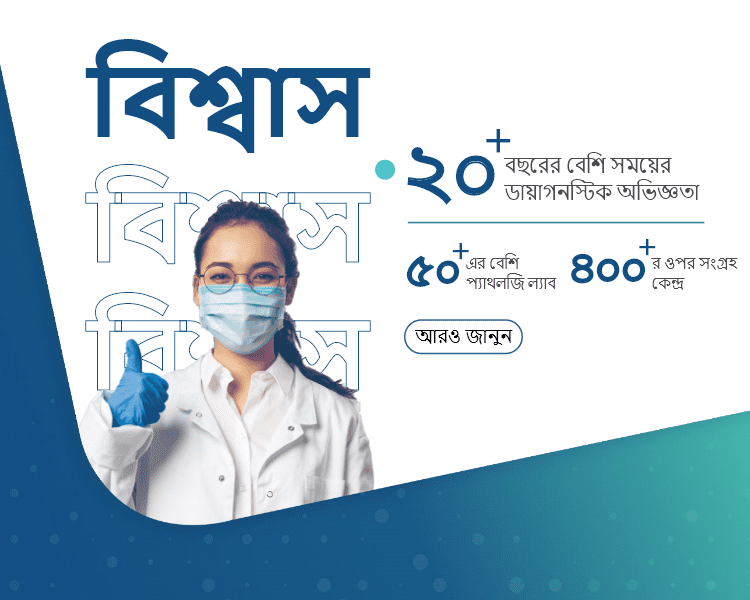 বিশ্বাস
বিশ্বাস
বিশ্বাস
২০+ বছরের বেশি সময়ের
ডায়াগনস্টিক অভিজ্ঞতা
৫০+ এর বেশি
প্যাথলজি ল্যাব
৪০০+ র ওপর সংগ্রহ
কেন্দ্র
আরও জানুন